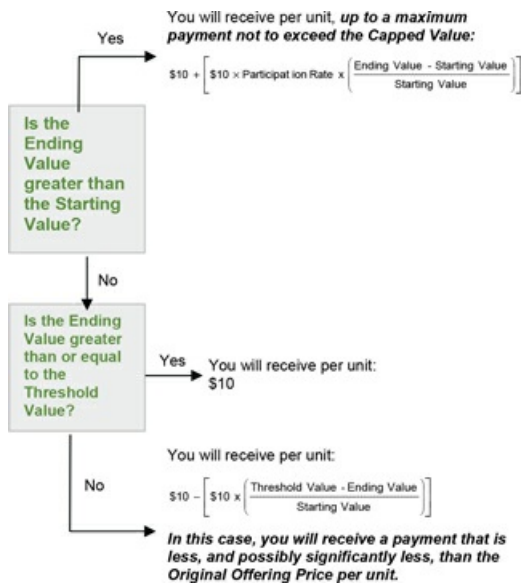 You will receive per unit, up to a maximum
payment not to exceed the Capped Value:
Yes
$10 + [ $10 × Participation Rate x ( Ending Value - Starting Value / Starting Value ) ]
Is the
Ending
Value
greater than
the Starting
Value?
No
Is the Ending
Value greater
than or equal
to the
Threshold
Value?
Yes
You will receive per unit:
$10
You will receive per unit:
No
$10 − [ $10 x ( Threshold Value - Ending Value / Starting Value ) ]
In this case, you will receive a payment that is
less, and possibly significantly less, than the
Original Offering Price per unit.